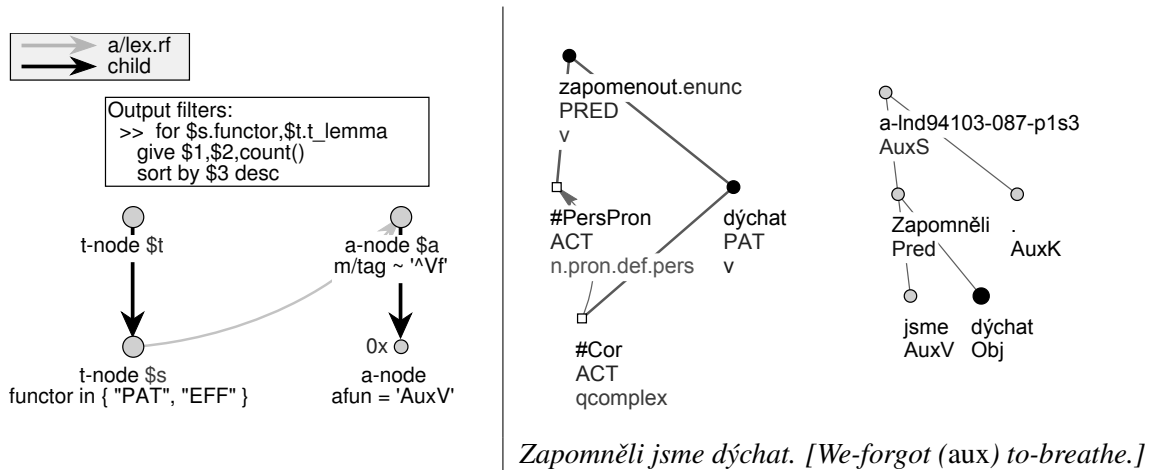 a/lex.rf
child
Output filters:
>> for $s.functor,$t.t_lemma
give $1,$2,count()
sort by $3 desc
t-node $t
a-node $a
m/tag ~ '^Vf'
t-node $s
functor in { "PAT", "EFF" }
0x
a-node
afun = 'AuxV'
zapomenout.enunc
PRED
v
#PersPron
ACT
n.pron.def.pers
dýchat
PAT
v
#Cor
ACT
qcomplex
a-lnd94103-087-p1s3
AuxS
Zapomněli
Pred
.
AuxK
jsme
AuxV
dýchat
Obj
Zapomněli jsme dýchat. [We-forgot (aux) to-breathe.]